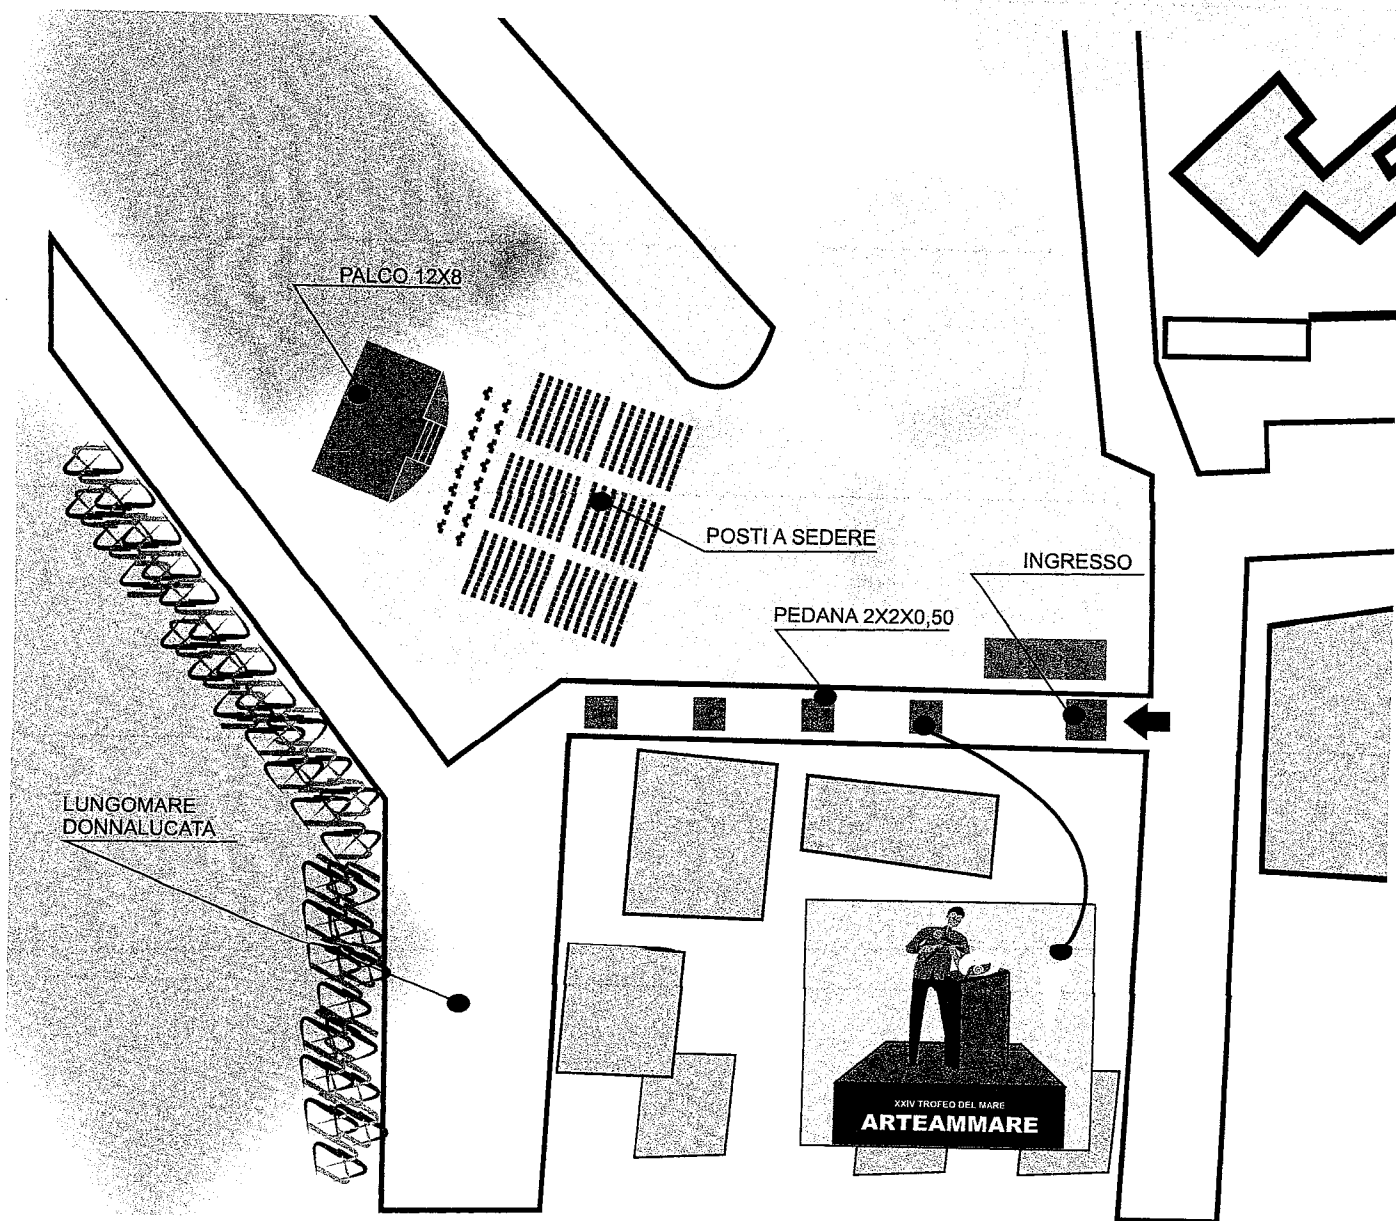 PALCO 12X8
POSTI A SEDERE
INGRESSO
PEDANA 2X2X0,50
LUNGOMARE
DONNALUCATA
XXIV TROFEO DEL MARE
ARTEAMMARE